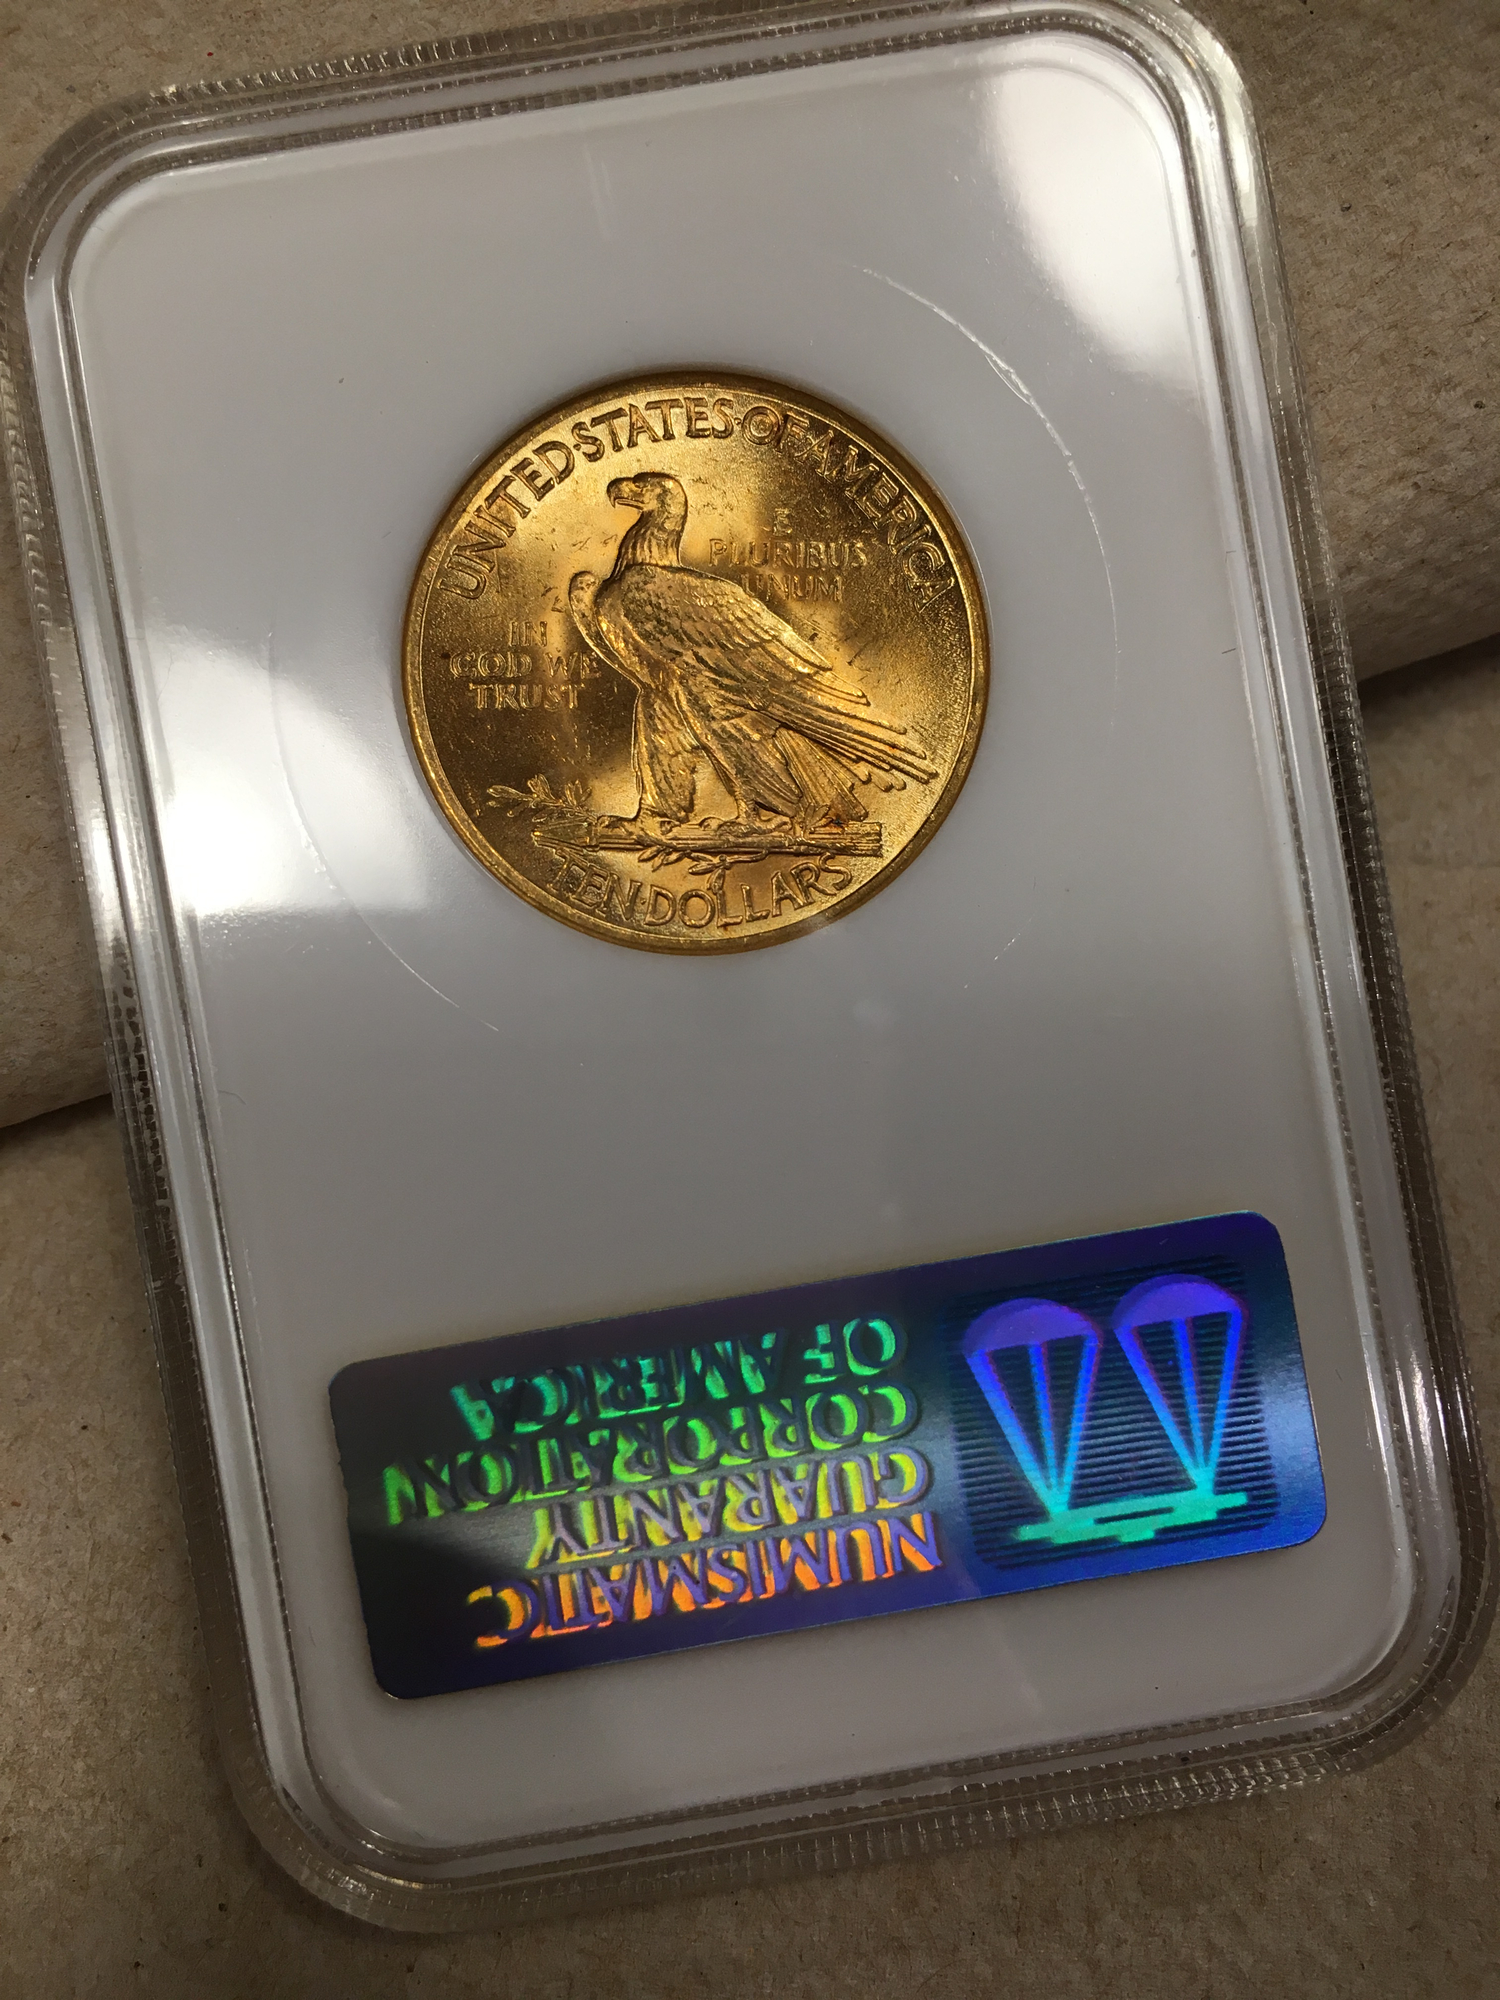 UNITED·STATES·OF·AMERICA
E
PLURIBUS
UNUM
IN
GOD WE
TRUST
TEN·DOLLARS
NUMISMATIC
GUARANTY
CORPORATION
OF AMERICA